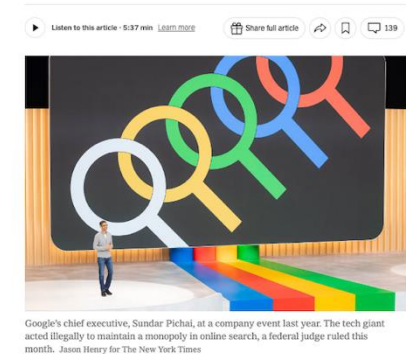 Listen to this article · 5:37 min Learn more
Share full article
139
Google's chief executive, Sundar Pichai, at a company event last year. The tech giant
acted illegally to maintain a monopoly in online search, a federal judge ruled this
month. Jason Henry for The New York Times